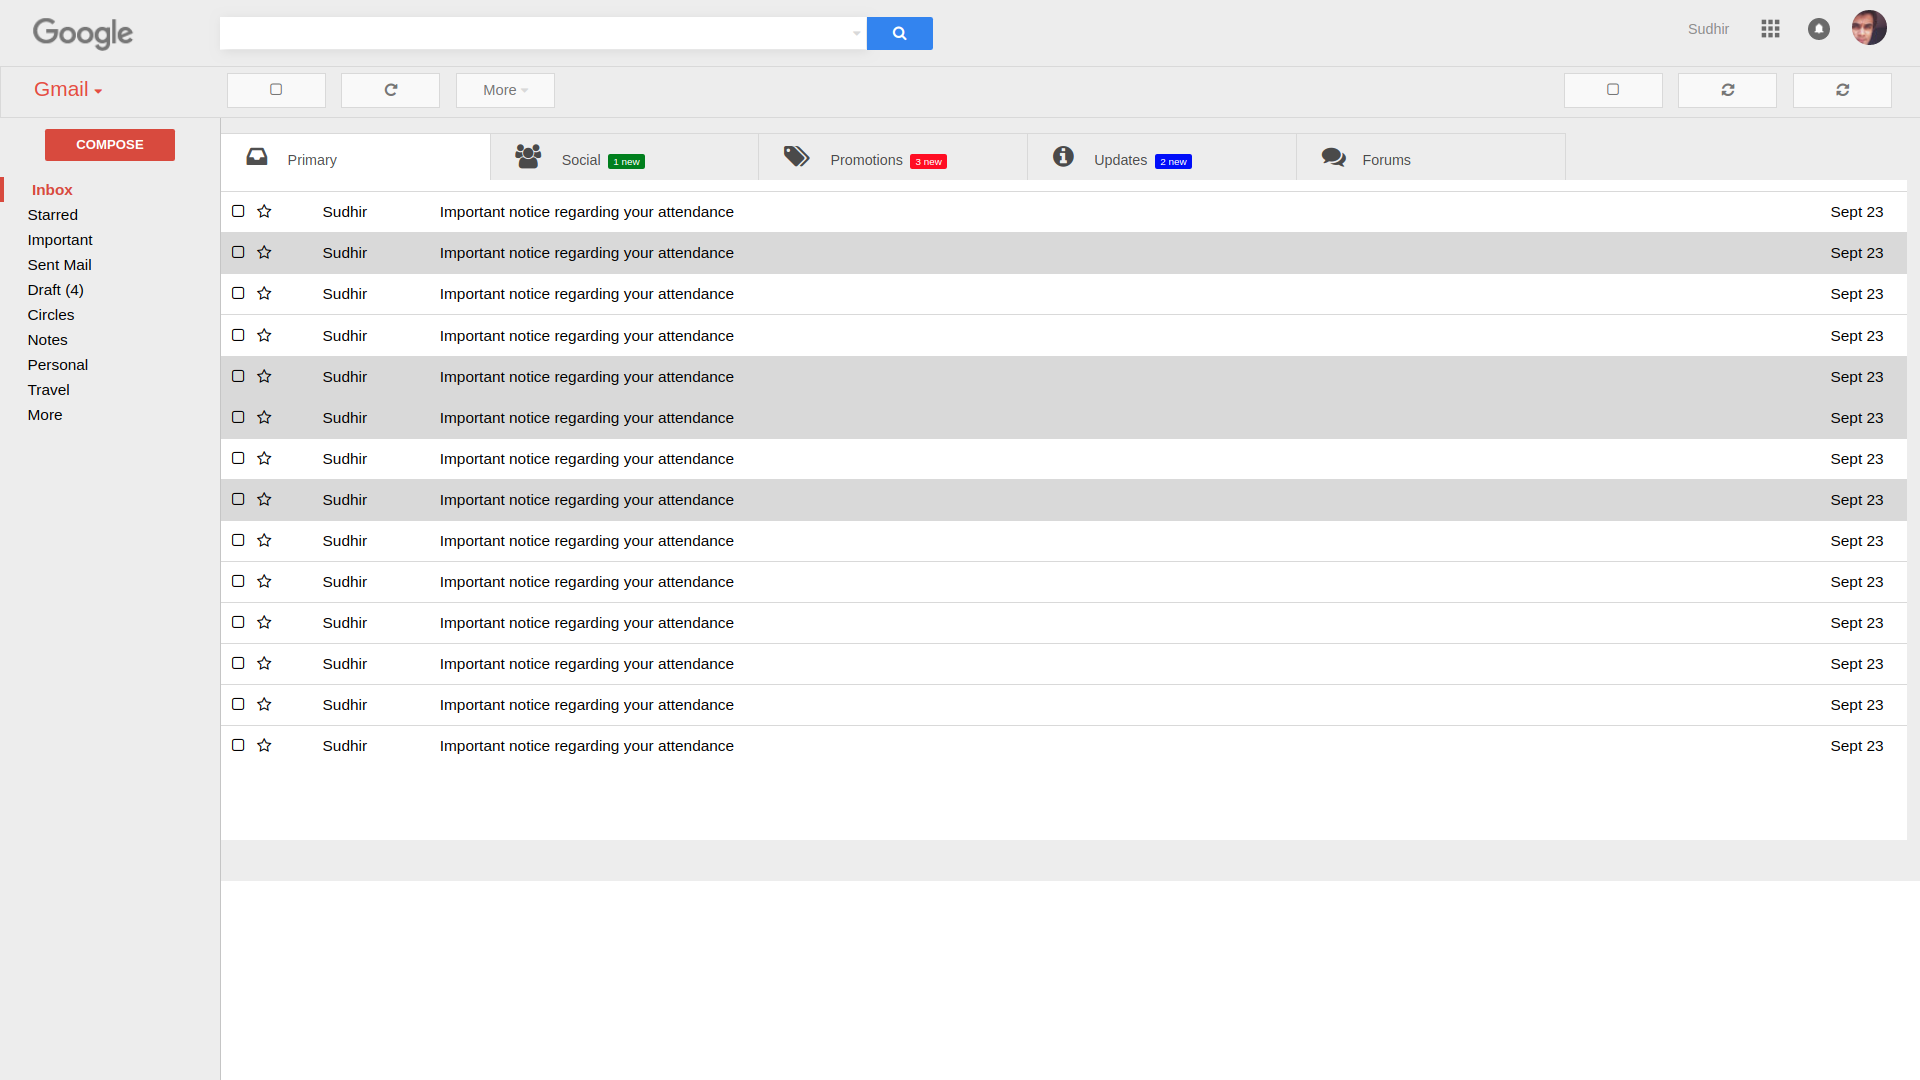 Google
Sudhir
Gmail
More
COMPOSE
Inbox
Starred
Important
Sent Mail
Draft (4)
Circles
Notes
Personal
Travel
More
Primary
Social 1 new
Promotions 3 new
Updates 2 new
Forums
Sudhir Important notice regarding your attendance Sept 23
Sudhir Important notice regarding your attendance Sept 23
Sudhir Important notice regarding your attendance Sept 23
Sudhir Important notice regarding your attendance Sept 23
Sudhir Important notice regarding your attendance Sept 23
Sudhir Important notice regarding your attendance Sept 23
Sudhir Important notice regarding your attendance Sept 23
Sudhir Important notice regarding your attendance Sept 23
Sudhir Important notice regarding your attendance Sept 23
Sudhir Important notice regarding your attendance Sept 23
Sudhir Important notice regarding your attendance Sept 23
Sudhir Important notice regarding your attendance Sept 23
Sudhir Important notice regarding your attendance Sept 23
Sudhir Important notice regarding your attendance Sept 23